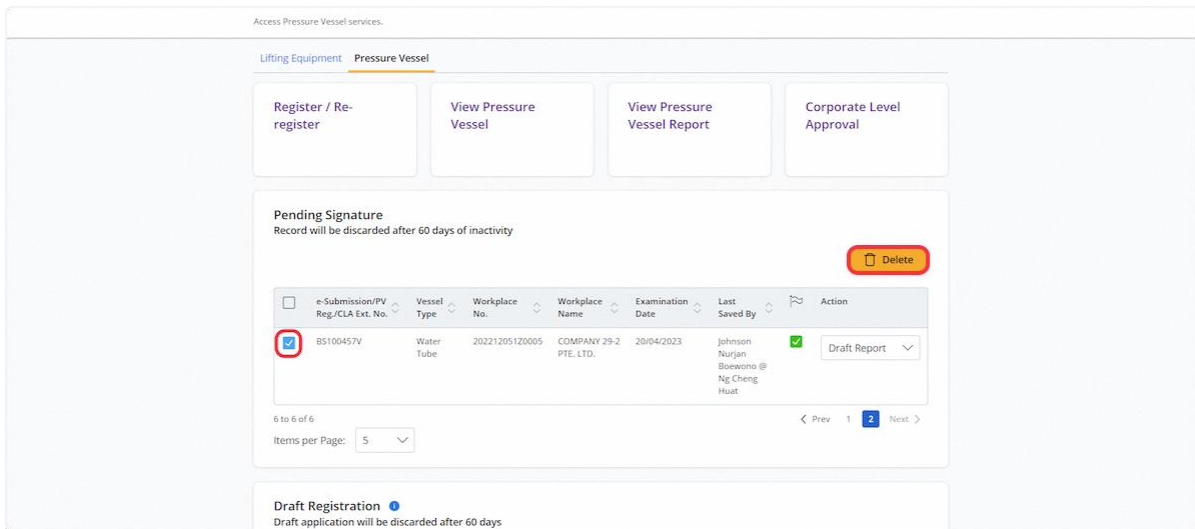 Access Pressure Vessel services.
Lifting Equipment Pressure Vessel
Register / Re-
register
View Pressure
Vessel
View Pressure
Vessel Report
Corporate Level
Approval
Pending Signature
Record will be discarded after 60 days of inactivity
Delete
e-Submission/PV
Reg./CLA Ext. No.
Vessel
Type
Workplace
No.
Workplace
Name
Examination
Date
Last
Saved By
Action
BS100457V
Water
Tube
202212051Z0005
COMPANY 29-2
PTE. LTD.
20/04/2023
Johnson
Nurjan
Boewono @
Ng Cheng
Huat
Draft Report
6 to 6 of 6
Prev 1 2 Next
Items per Page: 5
Draft Registration
Draft application will be discarded after 60 days